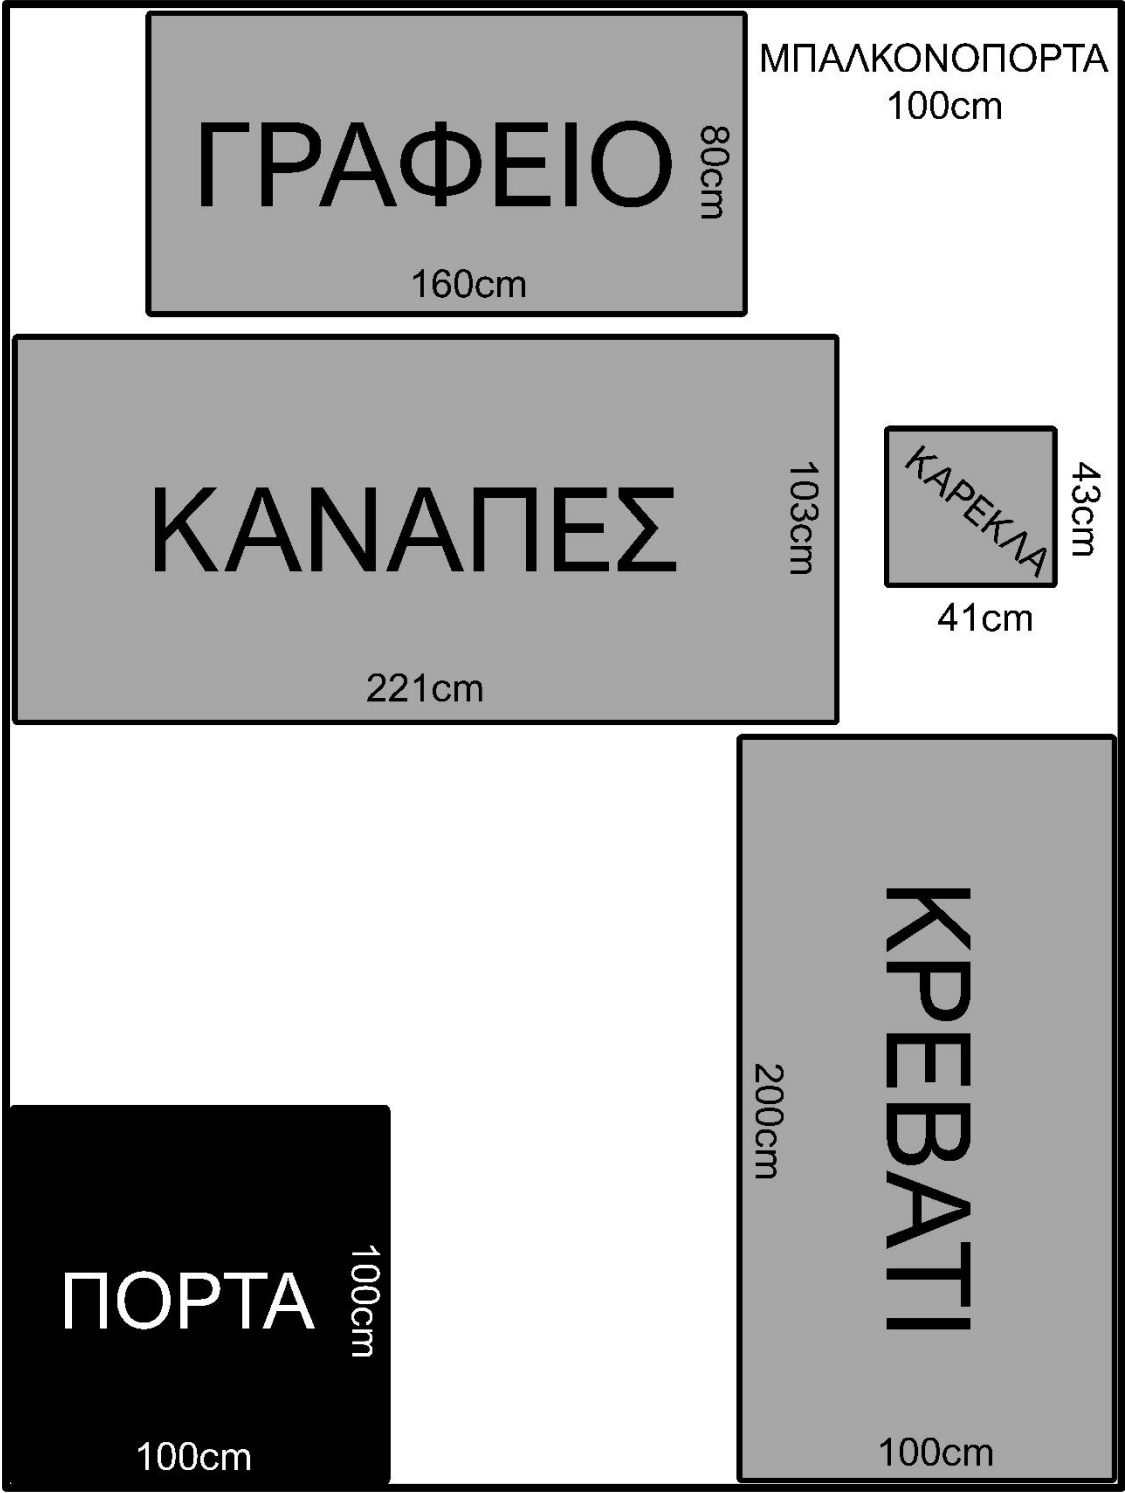 ΜΠΑΛΚΟΝΟΠΟΡΤΑ
100cm
ΓΡΑΦΕΙΟ
80cm
160cm
ΚΑΝΑΠΕΣ
103cm
221cm
ΚΑΡΕΚΛΑ
43cm
41cm
ΚΡΕΒΑΤΙ
200cm
100cm
ΠΟΡΤΑ
100cm
100cm